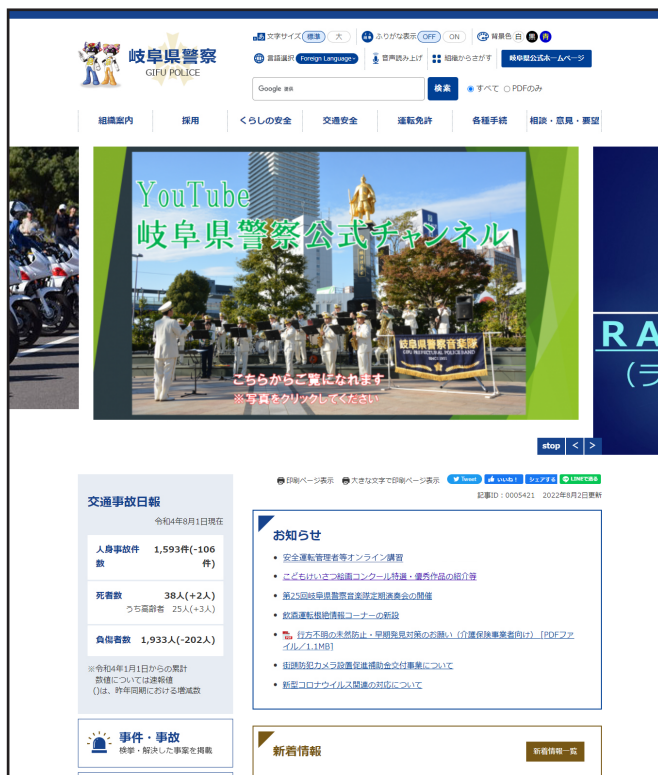 岐阜県警察
GIFU POLICE
文字サイズ 標準 大 ふりがな表示 OFF ON 背景色 白 黒 青
言語選択 Foreign Language 音声読み上げ 組織からさがす 岐阜県公式ホームページ
Google 提供 検索 すべて PDFのみ
組織案内 採用 くらしの安全 交通安全 運転免許 各種手続 相談・意見・要望
YouTube
岐阜県警察公式チャンネル
岐阜県警察音楽隊
GIFU PREFECTURAL POLICE BAND
こちらからご覧になれます
※写真をクリックしてください
RA
（ラ
stop < >
印刷ページ表示 大きな文字で印刷ページ表示 Tweet いいね！ シェアする LINEで送る
記事ID：0005421 2022年8月2日更新
交通事故日報
令和4年8月1日現在
人身事故件数 1,593件(-106件)
死者数 38人(+2人)
うち高齢者 25人(+3人)
負傷者数 1,933人(-202人)
※令和4年1月1日からの累計
数値については速報値
()は、昨年同期における増減数
事件・事故
検挙・解決した事案を掲載
お知らせ
安全運転管理者等オンライン講習
こどもけいさつ絵画コンクール特選・優秀作品の紹介等
第25回岐阜県警察音楽隊定期演奏会の開催
飲酒運転根絶情報コーナーの新設
行方不明の未然防止・早期発見対策のお願い（介護保険事業者向け） [PDFファ
イル／1.1MB]
街頭防犯カメラ設置促進補助金交付事業について
新型コロナウイルス関連の対応について
新着情報 新着情報一覧